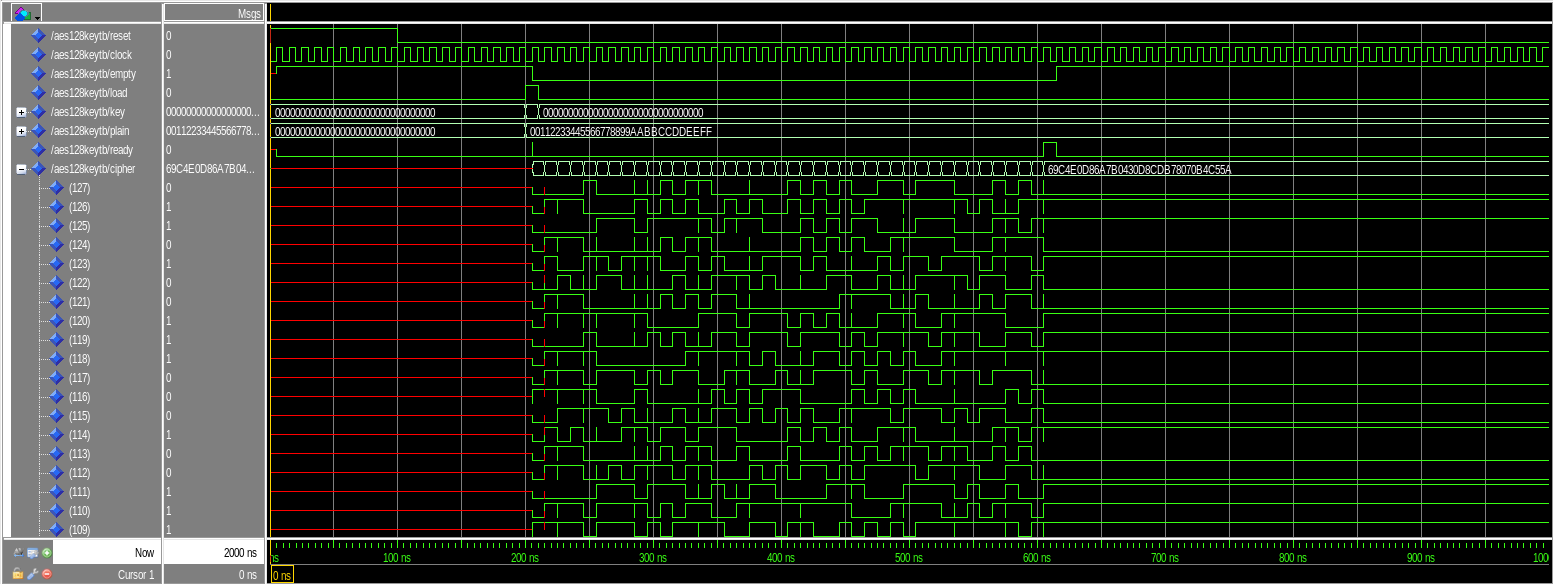 Msgs
/aes128keytb/reset 0
/aes128keytb/clock 0
/aes128keytb/empty 1
/aes128keytb/load 0
/aes128keytb/key 00000000000000000... 00000000000000000000000000000000 00000000000000000000000000000000
/aes128keytb/plain 00112233445566778... 00000000000000000000000000000000 00112233445566778899AABBCCDDEEFF
/aes128keytb/ready 0
/aes128keytb/cipher 69C4E0D86A7B04... 69C4E0D86A7B0430D8CDB78070B4C55A
(127) 0
(126) 1
(125) 1
(124) 0
(123) 1
(122) 0
(121) 0
(120) 1
(119) 1
(118) 1
(117) 0
(116) 0
(115) 0
(114) 1
(113) 0
(112) 0
(111) 1
(110) 1
(109) 1
Now 2000 ns
ns 100 ns 200 ns 300 ns 400 ns 500 ns 600 ns 700 ns 800 ns 900 ns 100
Cursor 1 0 ns 0 ns